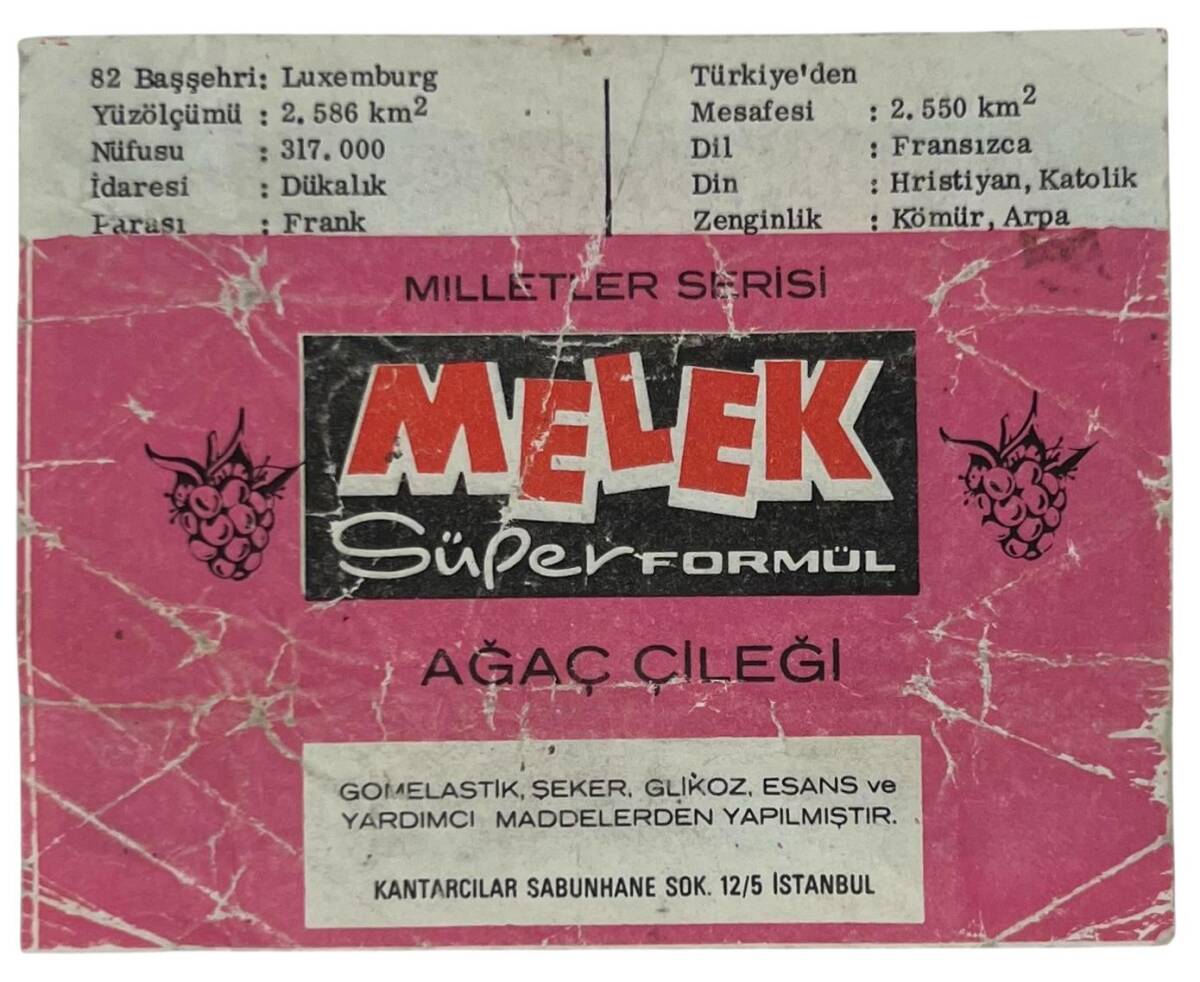 82 Başşehri: Luxemburg
Yüzölçümü : 2.586 km²
Nüfusu : 317.000
İdaresi : Dükalık
Parası : Frank
Türkiye'den
Mesafesi : 2.550 km²
Dil : Fransızca
Din : Hristiyan, Katolik
Zenginlik : Kömür, Arpa
MILLETLER SERİSİ
MELEK
Süper FORMÜL
AĞAÇ ÇİLEĞİ
GOMELASTİK, ŞEKER, GLİKOZ, ESANS ve
YARDIMCI MADDELERDEN YAPILMIŞTIR.
KANTARCILAR SABUNHANE SOK. 12/5 İSTANBUL